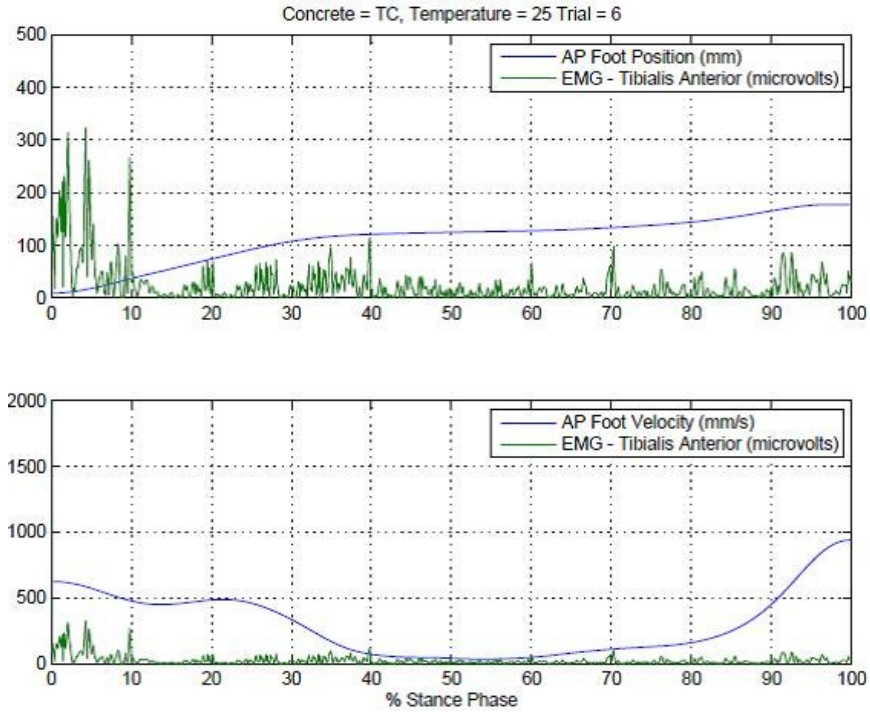 Concrete = TC, Temperature = 25 Trial = 6
500
400
300
200
100
0
AP Foot Position (mm)
EMG - Tibialis Anterior (microvolts)
0 10 20 30 40 50 60 70 80 90 100
2000
1500
1000
500
0
AP Foot Velocity (mm/s)
EMG - Tibialis Anterior (microvolts)
0 10 20 30 40 50 60 70 80 90 100
% Stance Phase